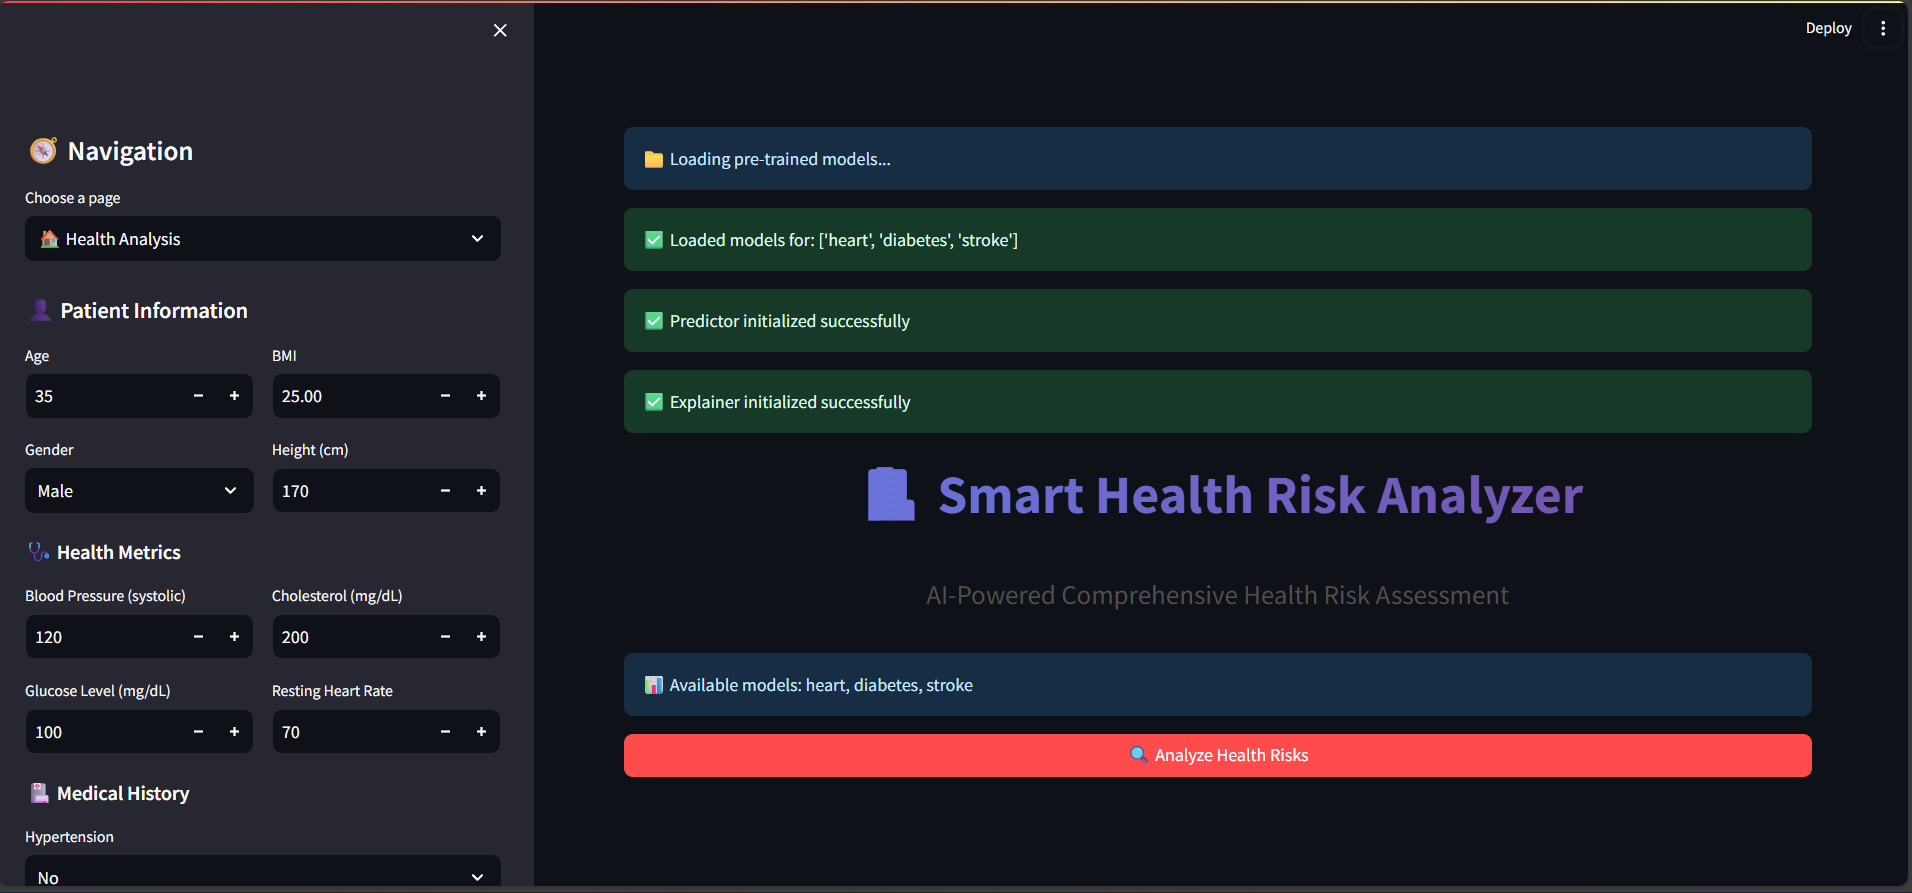 Deploy
Navigation
Choose a page
Health Analysis
Patient Information
Age
BMI
35
25.00
Gender
Height (cm)
Male
170
Health Metrics
Blood Pressure (systolic)
Cholesterol (mg/dL)
120
200
Glucose Level (mg/dL)
Resting Heart Rate
100
70
Medical History
Hypertension
No
Loading pre-trained models...
Loaded models for: ['heart', 'diabetes', 'stroke']
Predictor initialized successfully
Explainer initialized successfully
Smart Health Risk Analyzer
AI-Powered Comprehensive Health Risk Assessment
Available models: heart, diabetes, stroke
Analyze Health Risks